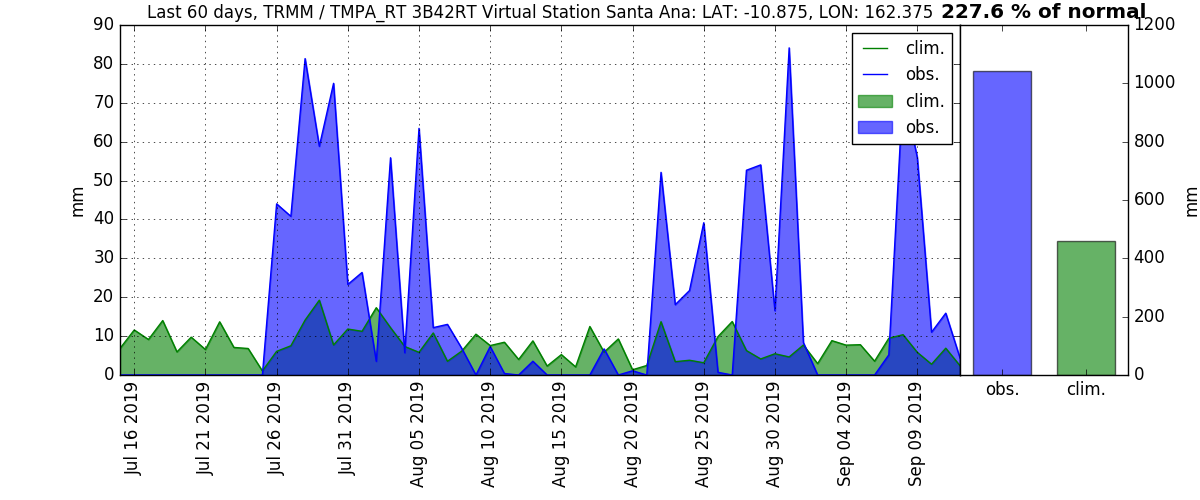 Last 60 days, TRMM / TMPA_RT 3B42RT Virtual Station Santa Ana: LAT: -10.875, LON: 162.375 227.6 % of normal
90
80
70
60
50
40
30
20
10
0
mm
clim.
obs.
clim.
obs.
Jul 16 2019
Jul 21 2019
Jul 26 2019
Jul 31 2019
Aug 05 2019
Aug 10 2019
Aug 15 2019
Aug 20 2019
Aug 25 2019
Aug 30 2019
Sep 04 2019
Sep 09 2019
1200
1000
800
600
400
200
0
mm
obs.
clim.